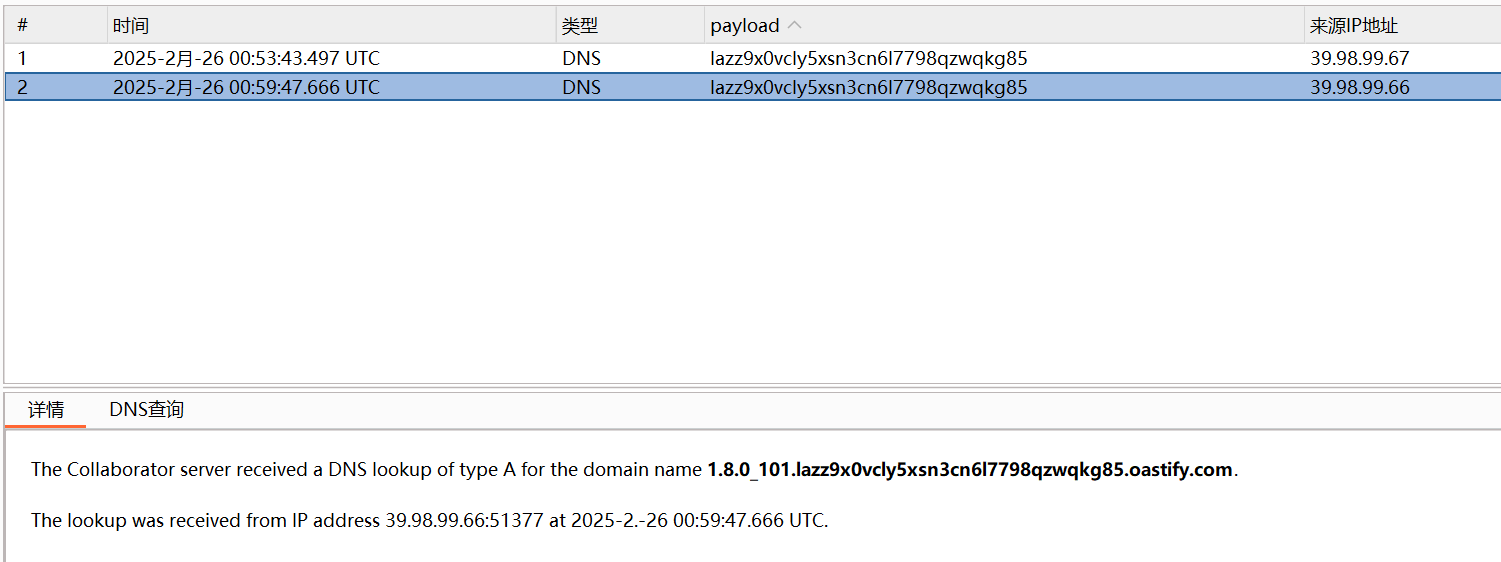 # 时间 类型 payload 来源IP地址
1 2025-2月-26 00:53:43.497 UTC DNS lazz9x0vcly5xsn3cn6l7798qzwqkg85 39.98.99.67
2 2025-2月-26 00:59:47.666 UTC DNS lazz9x0vcly5xsn3cn6l7798qzwqkg85 39.98.99.66
详情 DNS查询
The Collaborator server received a DNS lookup of type A for the domain name 1.8.0_101.lazz9x0vcly5xsn3cn6l7798qzwqkg85.oastify.com.
The lookup was received from IP address 39.98.99.66:51377 at 2025-2.-26 00:59:47.666 UTC.